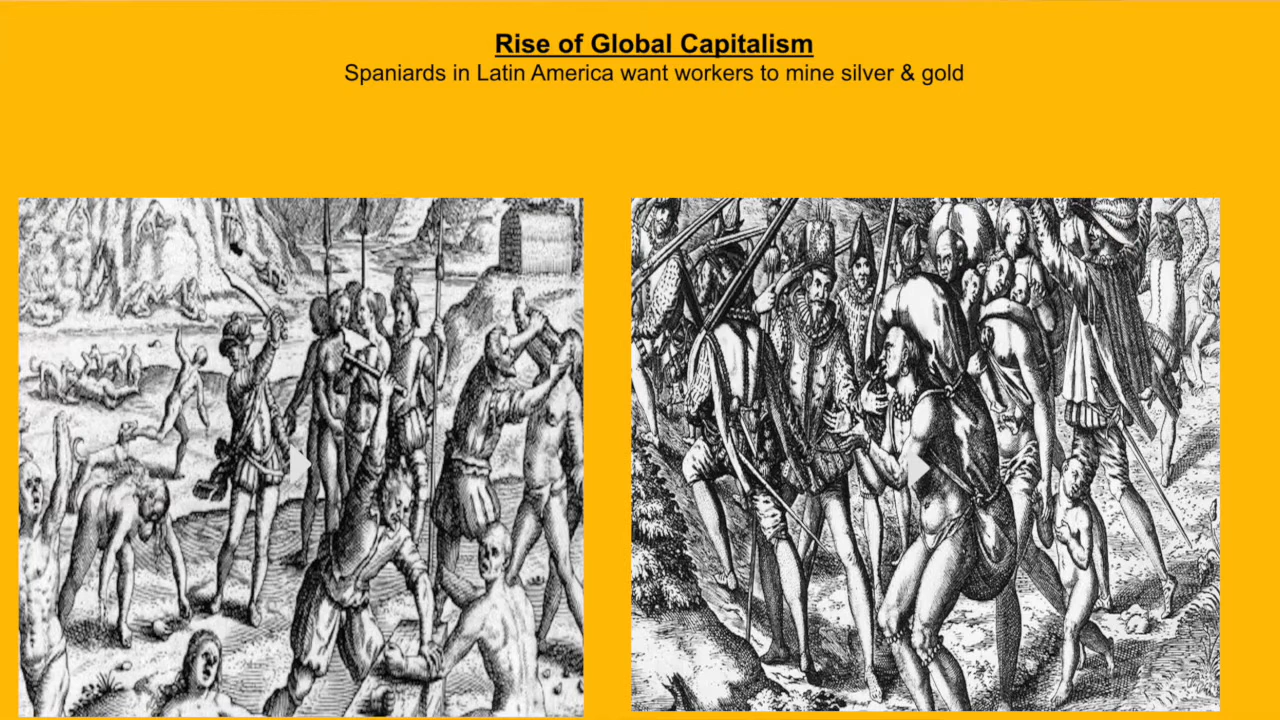 Rise of Global Capitalism
Spaniards in Latin America want workers to mine silver & gold